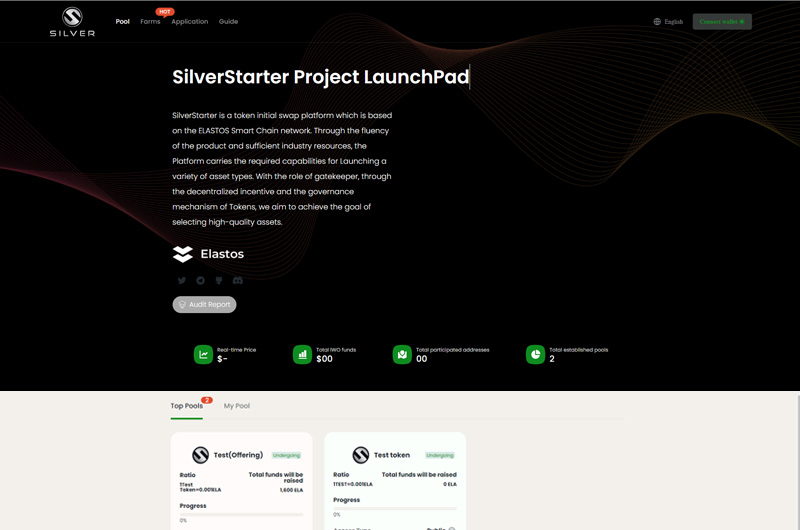 SILVER
Pool
Farms
HOT
Application
Guide
English
Connect wallet
SilverStarter Project LaunchPad
SilverStarter is a token initial swap platform which is based
on the ELASTOS Smart Chain network. Through the fluency
of the product and sufficient industry resources, the
Platform carries the required capabilities for Launching a
variety of asset types. With the role of gatekeeper, through
the decentralized incentive and the governance
mechanism of Tokens, we aim to achieve the goal of
selecting high-quality assets.
Elastos
Audit Report
Real-time Price
$-
Total IWO funds
$00
Total participated addresses
00
Total established pools
2
Top Pools
2
My Pool
Test(Offering)
Undergoing
Ratio
Total funds will be
raised
1Test
Token=0.001ELA
1,600 ELA
Progress
0%
Test token
Undergoing
Ratio
Total funds will be raised
1TEST=0.001ELA
0 ELA
Progress
0%
Access Type
Public